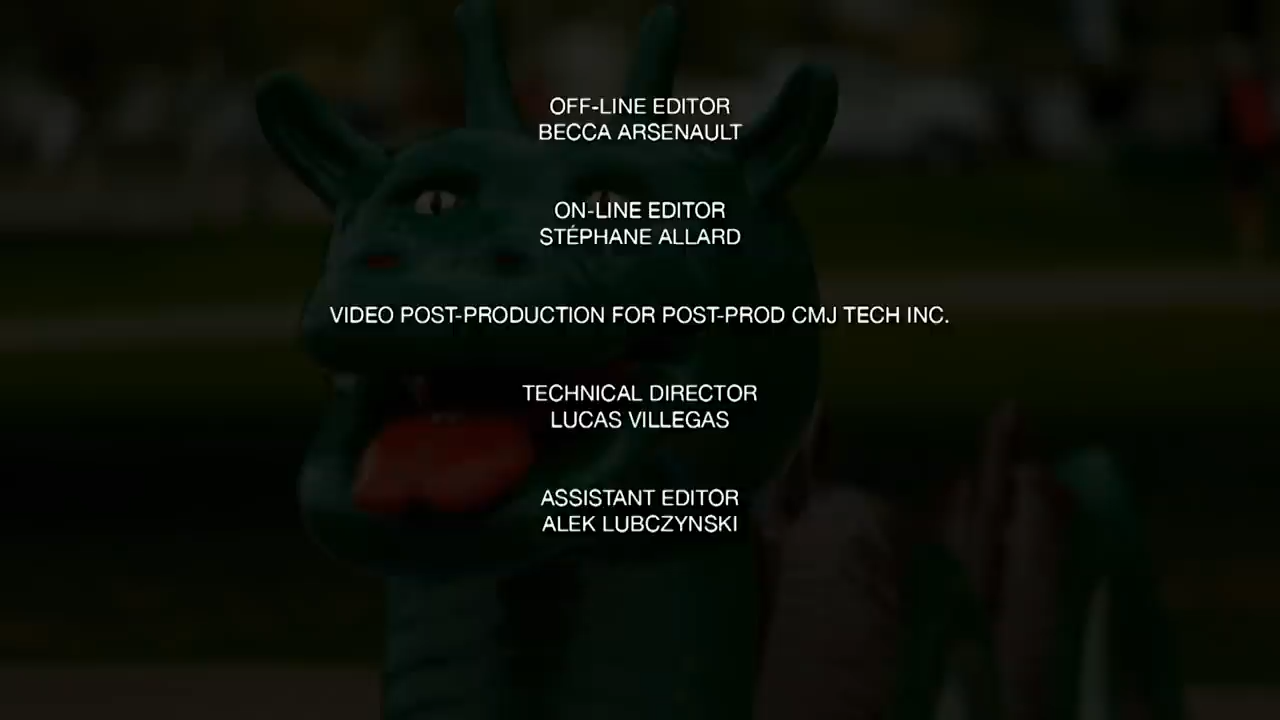 OFF-LINE EDITOR
BECCA ARSENAULT
ON-LINE EDITOR
STÉPHANE ALLARD
VIDEO POST-PRODUCTION FOR POST-PROD CMJ TECH INC.
TECHNICAL DIRECTOR
LUCAS VILLEGAS
ASSISTANT EDITOR
ALEK LUBCZYNSKI